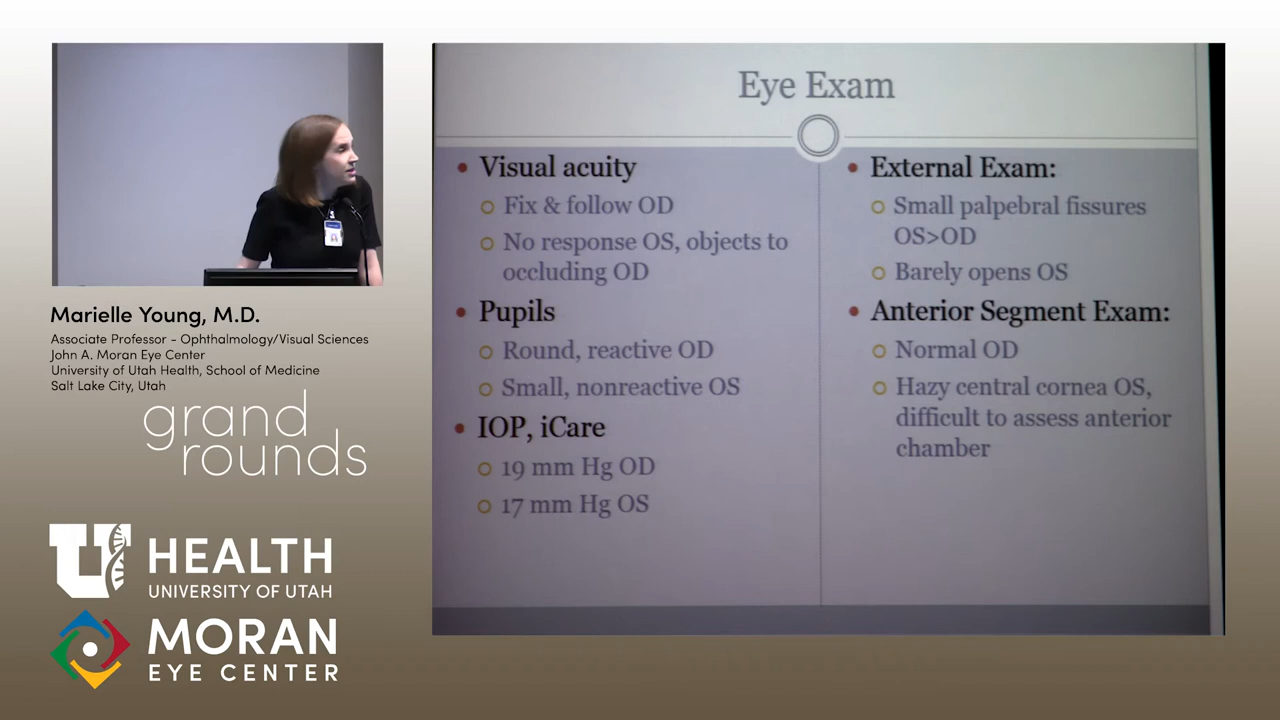 Eye Exam
Visual acuity
Fix & follow OD
No response OS, objects to
occluding OD
Pupils
Round, reactive OD
Small, nonreactive OS
IOP, iCare
19 mm Hg OD
17 mm Hg OS
External Exam:
Small palpebral fissures
OS>OD
Barely opens OS
Anterior Segment Exam:
Normal OD
Hazy central cornea OS,
difficult to assess anterior
chamber
Marielle Young, M.D.
Associate Professor - Ophthalmology/Visual Sciences
John A. Moran Eye Center
University of Utah Health, School of Medicine
Salt Lake City, Utah
grand
rounds
U HEALTH
UNIVERSITY OF UTAH
MORAN
EYE CENTER